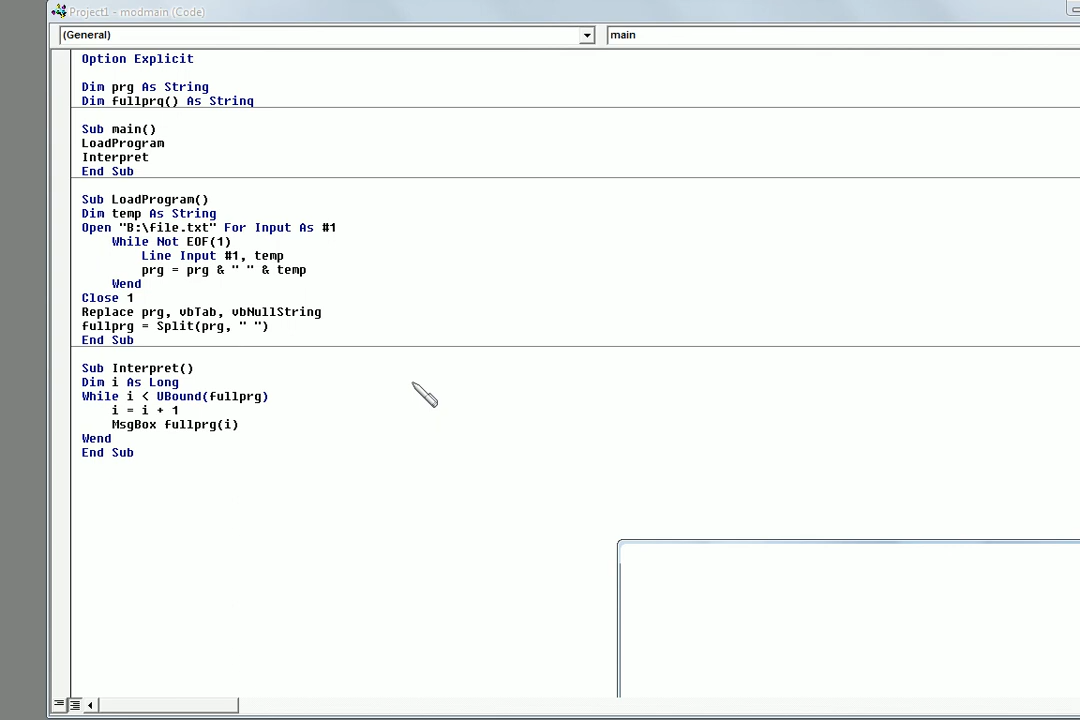 Project1 - modmain (Code)
(General)
main
Option Explicit
Dim prg As String
Dim fullprg() As String
Sub main()
LoadProgram
Interpret
End Sub
Sub LoadProgram()
Dim temp As String
Open "B:\file.txt" For Input As #1
While Not EOF(1)
Line Input #1, temp
prg = prg & " " & temp
Wend
Close 1
Replace prg, vbTab, vbNullString
fullprg = Split(prg, " ")
End Sub
Sub Interpret()
Dim i As Long
While i < UBound(fullprg)
i = i + 1
MsgBox fullprg(i)
Wend
End Sub